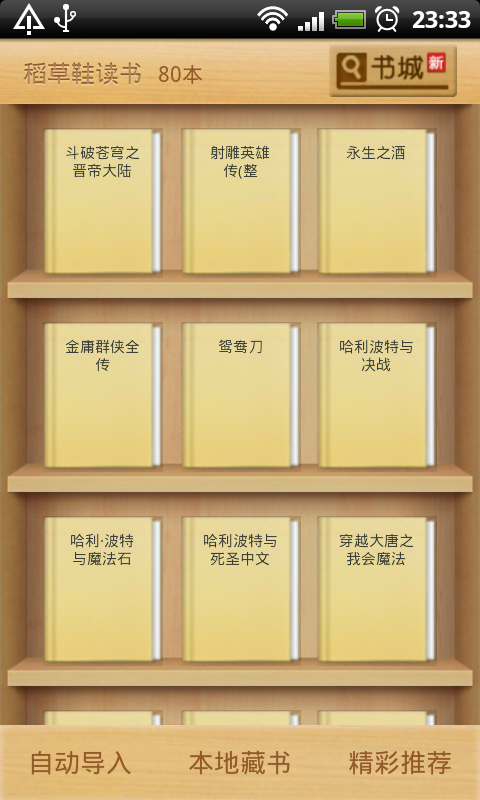 23:33
稻草鞋读书 80本
书城 新
斗破苍穹之
晋帝大陆
射雕英雄
传(整
永生之酒
金庸群侠全
传
鸳鸯刀
哈利波特与
决战
哈利·波特
与魔法石
哈利波特与
死圣中文
穿越大唐之
我会魔法
自动导入 本地藏书 精彩推荐